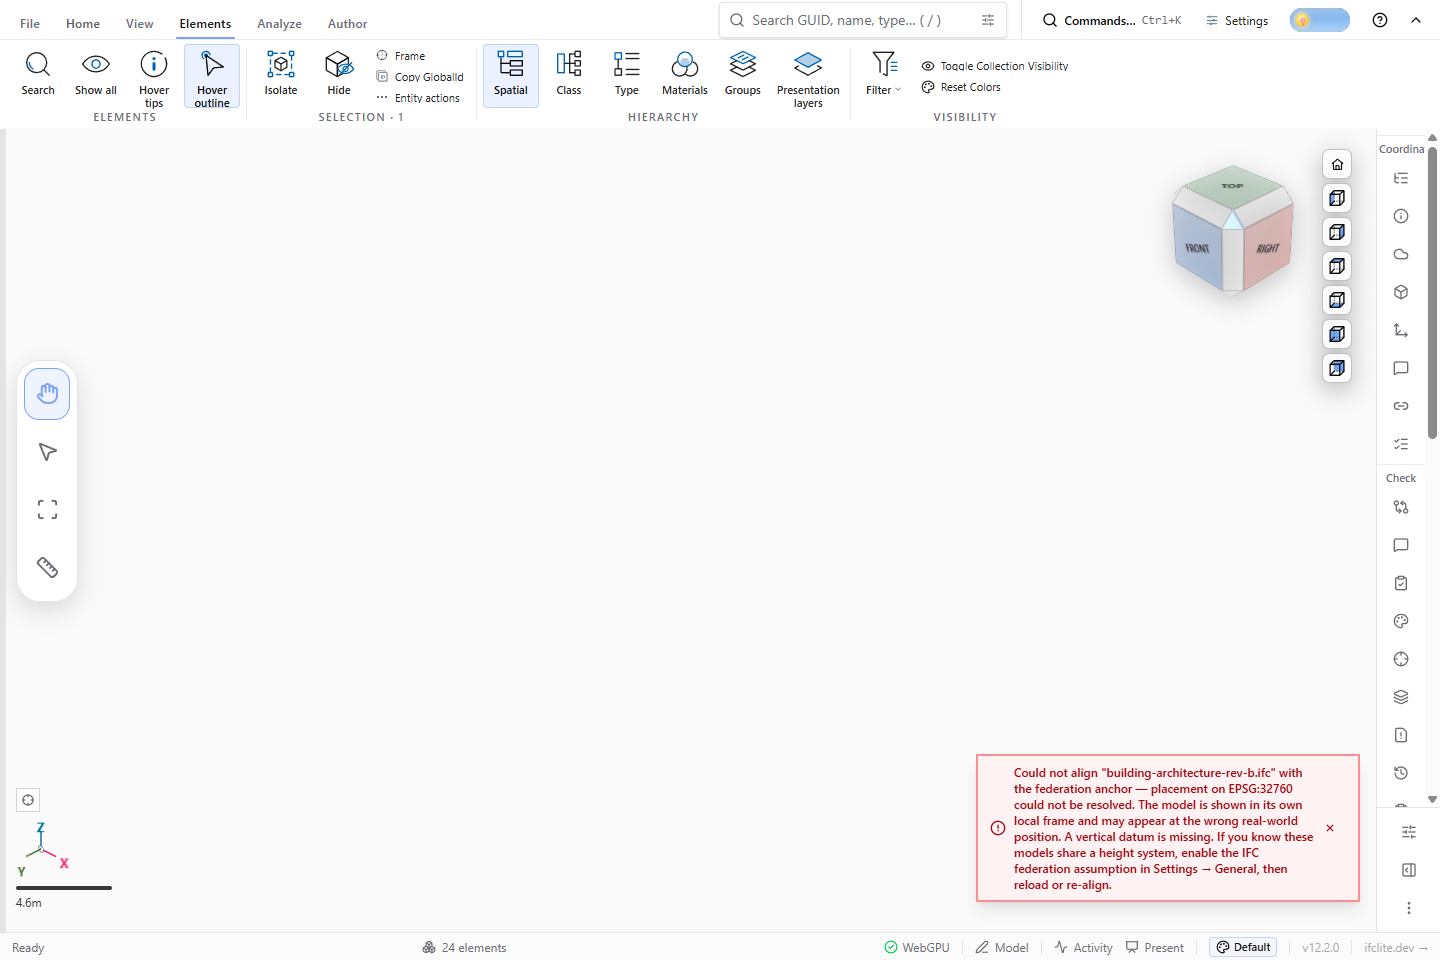 File
Home
View
Elements
Analyze
Author
Search GUID, name, type... ( / )
Commands... Ctrl+K
Settings
Search
Show all
Hover tips
Hover outline
ELEMENTS
Isolate
Hide
Frame
Copy GlobalId
Entity actions
SELECTION · 1
Spatial
Class
Type
Materials
Groups
Presentation layers
HIERARCHY
Filter
Toggle Collection Visibility
Reset Colors
VISIBILITY
Coordina
TOP
FRONT
RIGHT
Check
Could not align "building-architecture-rev-b.ifc" with
the federation anchor — placement on EPSG:32760
could not be resolved. The model is shown in its own
local frame and may appear at the wrong real-world
position. A vertical datum is missing. If you know these
models share a height system, enable the IFC
federation assumption in Settings → General, then
reload or re-align.
Z
X
Y
4.6m
Ready
24 elements
WebGPU
Model
Activity
Present
Default
v12.2.0
ifclite.dev →